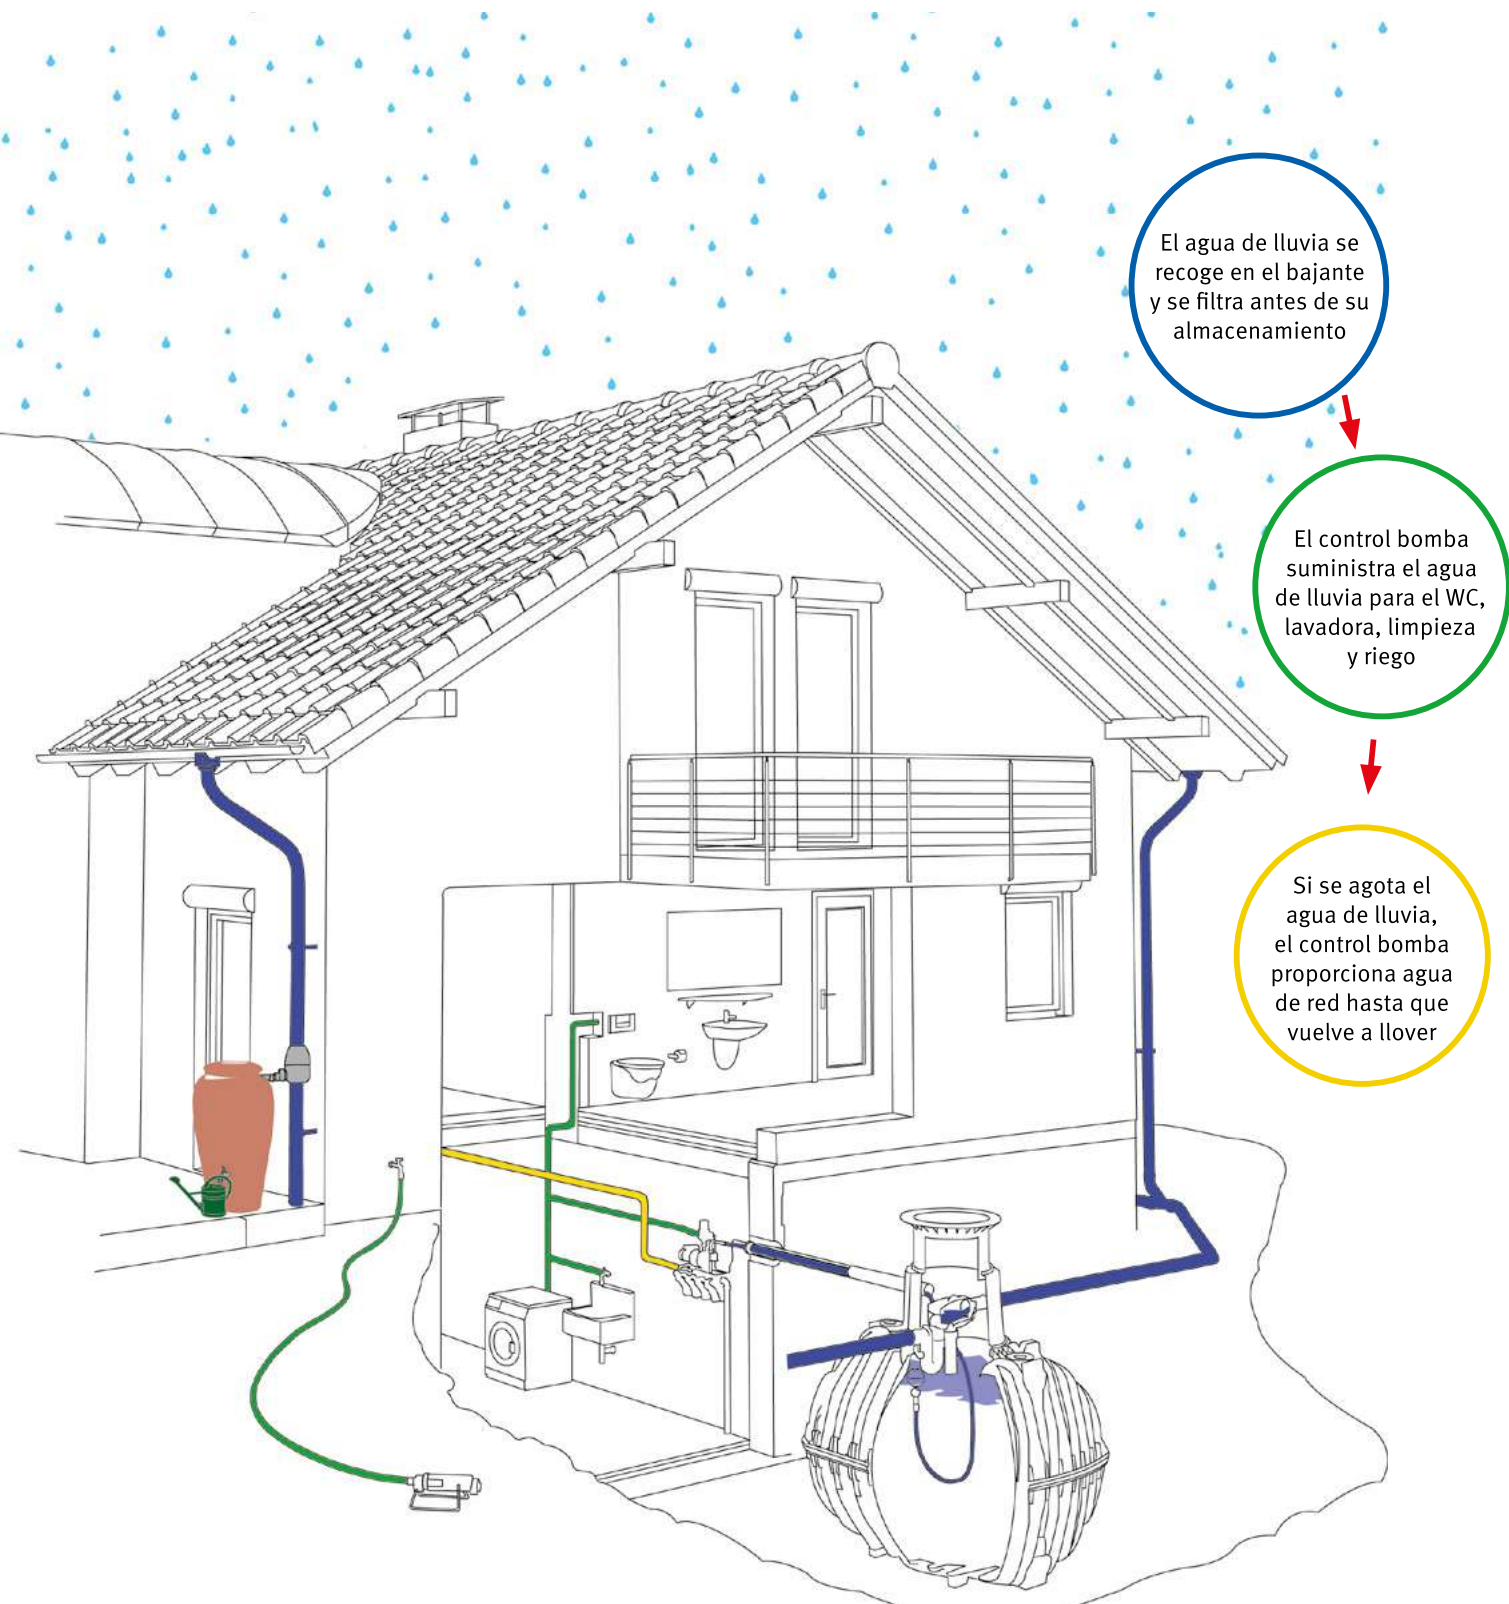 El agua de lluvia se
recoge en el bajante
y se filtra antes de su
almacenamiento
El control bomba
suministra el agua
de lluvia para el WC,
lavadora, limpieza
y riego
Si se agota el
agua de lluvia,
el control bomba
proporciona agua
de red hasta que
vuelve a llover